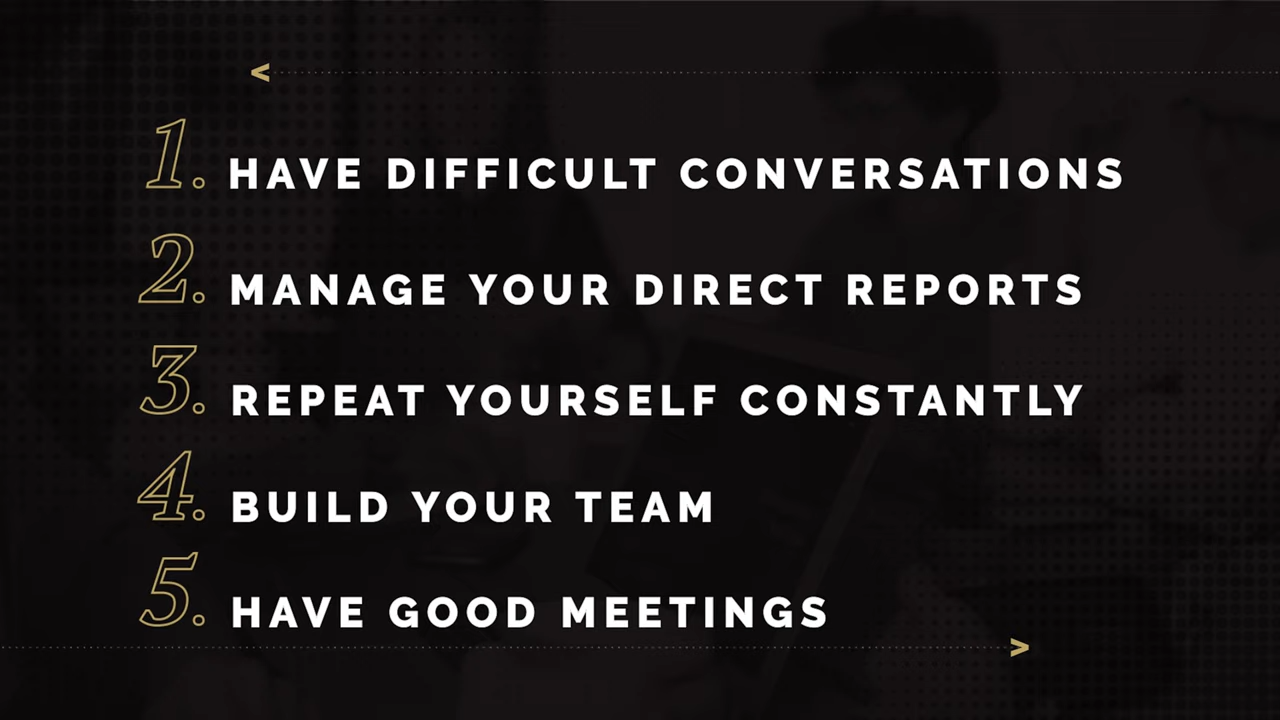 1. HAVE DIFFICULT CONVERSATIONS
2. MANAGE YOUR DIRECT REPORTS
3. REPEAT YOURSELF CONSTANTLY
4. BUILD YOUR TEAM
5. HAVE GOOD MEETINGS